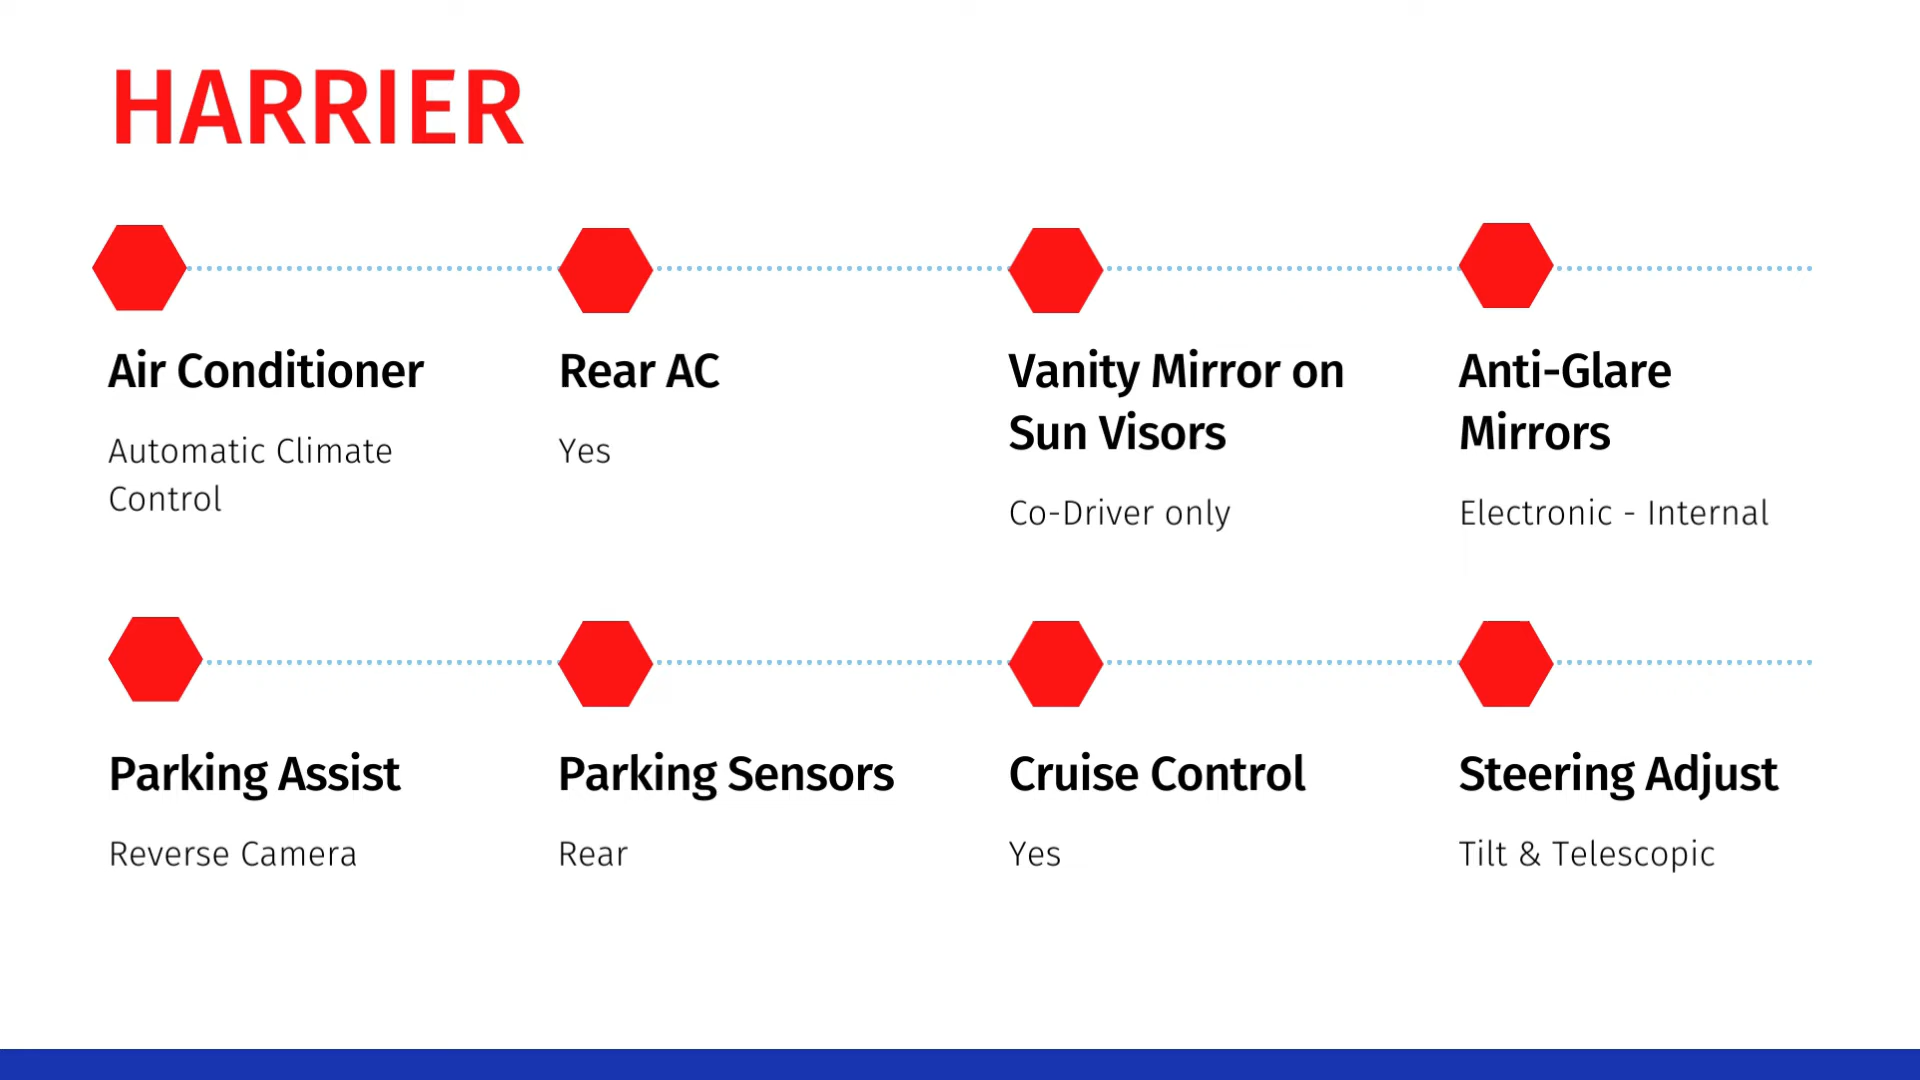 HARRIER
Air Conditioner
Automatic Climate
Control
Rear AC
Yes
Vanity Mirror on
Sun Visors
Co-Driver only
Anti-Glare
Mirrors
Electronic - Internal
Parking Assist
Reverse Camera
Parking Sensors
Rear
Cruise Control
Yes
Steering Adjust
Tilt & Telescopic